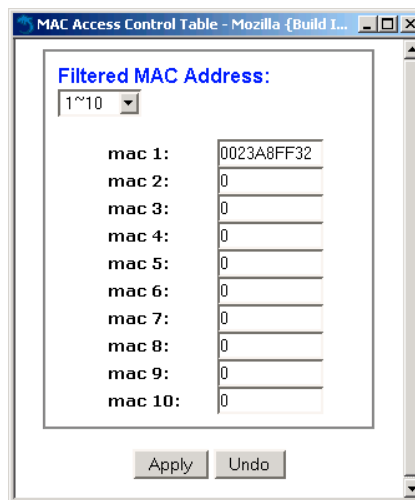 MAC Access Control Table - Mozilla {Build I...
Filtered MAC Address:
1~10
mac 1: 0023A8FF32
mac 2: 0
mac 3: 0
mac 4: 0
mac 5: 0
mac 6: 0
mac 7: 0
mac 8: 0
mac 9: 0
mac 10: 0
Apply Undo